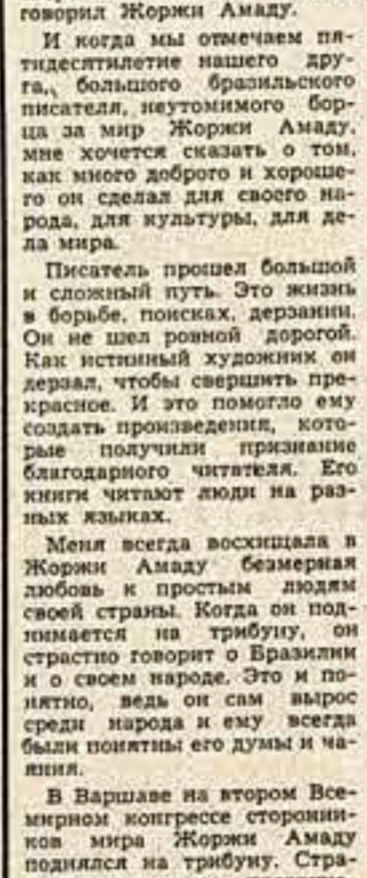 говорил Жоржи Амаду.
И когда мы отмечаем пя-
тидесятилетие нашего дру-
га, большого бразильского
писателя, неутомимого бор-
ца за мир Жоржи Амаду,
мне хочется сказать о том,
как много доброго и хороше-
го он сделал для своего на-
рода, для культуры, для де-
ла мира.
Писатель прошел большой
и сложный путь. Это жизнь
в борьбе, поисках, дерзании.
Он не шел ровной дорогой.
Как истинный художник он
дерзал, чтобы свершить пре-
красное. И это помогло ему
создать произведения, кото-
рые получили признание
благодарного читателя. Его
книги читают люди на раз-
ных языках.
Меня всегда восхищала в
Жоржи Амаду безмерная
любовь к простым людям
своей страны. Когда он под-
нимается на трибуну, он
страстно говорит о Бразилии
и о своем народе. Это и по-
нятно, ведь он сам вырос
среди народа и ему всегда
были понятны его думы и ча-
яния.
В Варшаве на втором Все-
мирном конгрессе сторонни-
ков мира Жоржи Амаду
поднялся на трибуну. Стра-